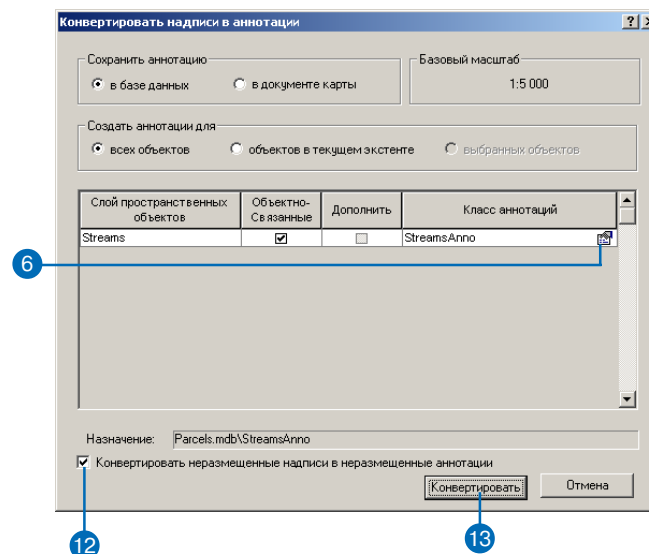 Конвертировать надписи в аннотации
Сохранить аннотацию
в базе данных
в документе карты
Базовый масштаб
1:5 000
Создать аннотации для
всех объектов
объектов в текущем экстенте
выбранных объектов
Слой пространственных объектов
Объектно-Связанные
Дополнить
Класс аннотаций
Streams
StreamsAnno
6
Назначение:
Parcels.mdb\StreamsAnno
Конвертировать неразмещенные надписи в неразмещенные аннотации
Конвертировать
Отмена
12
13